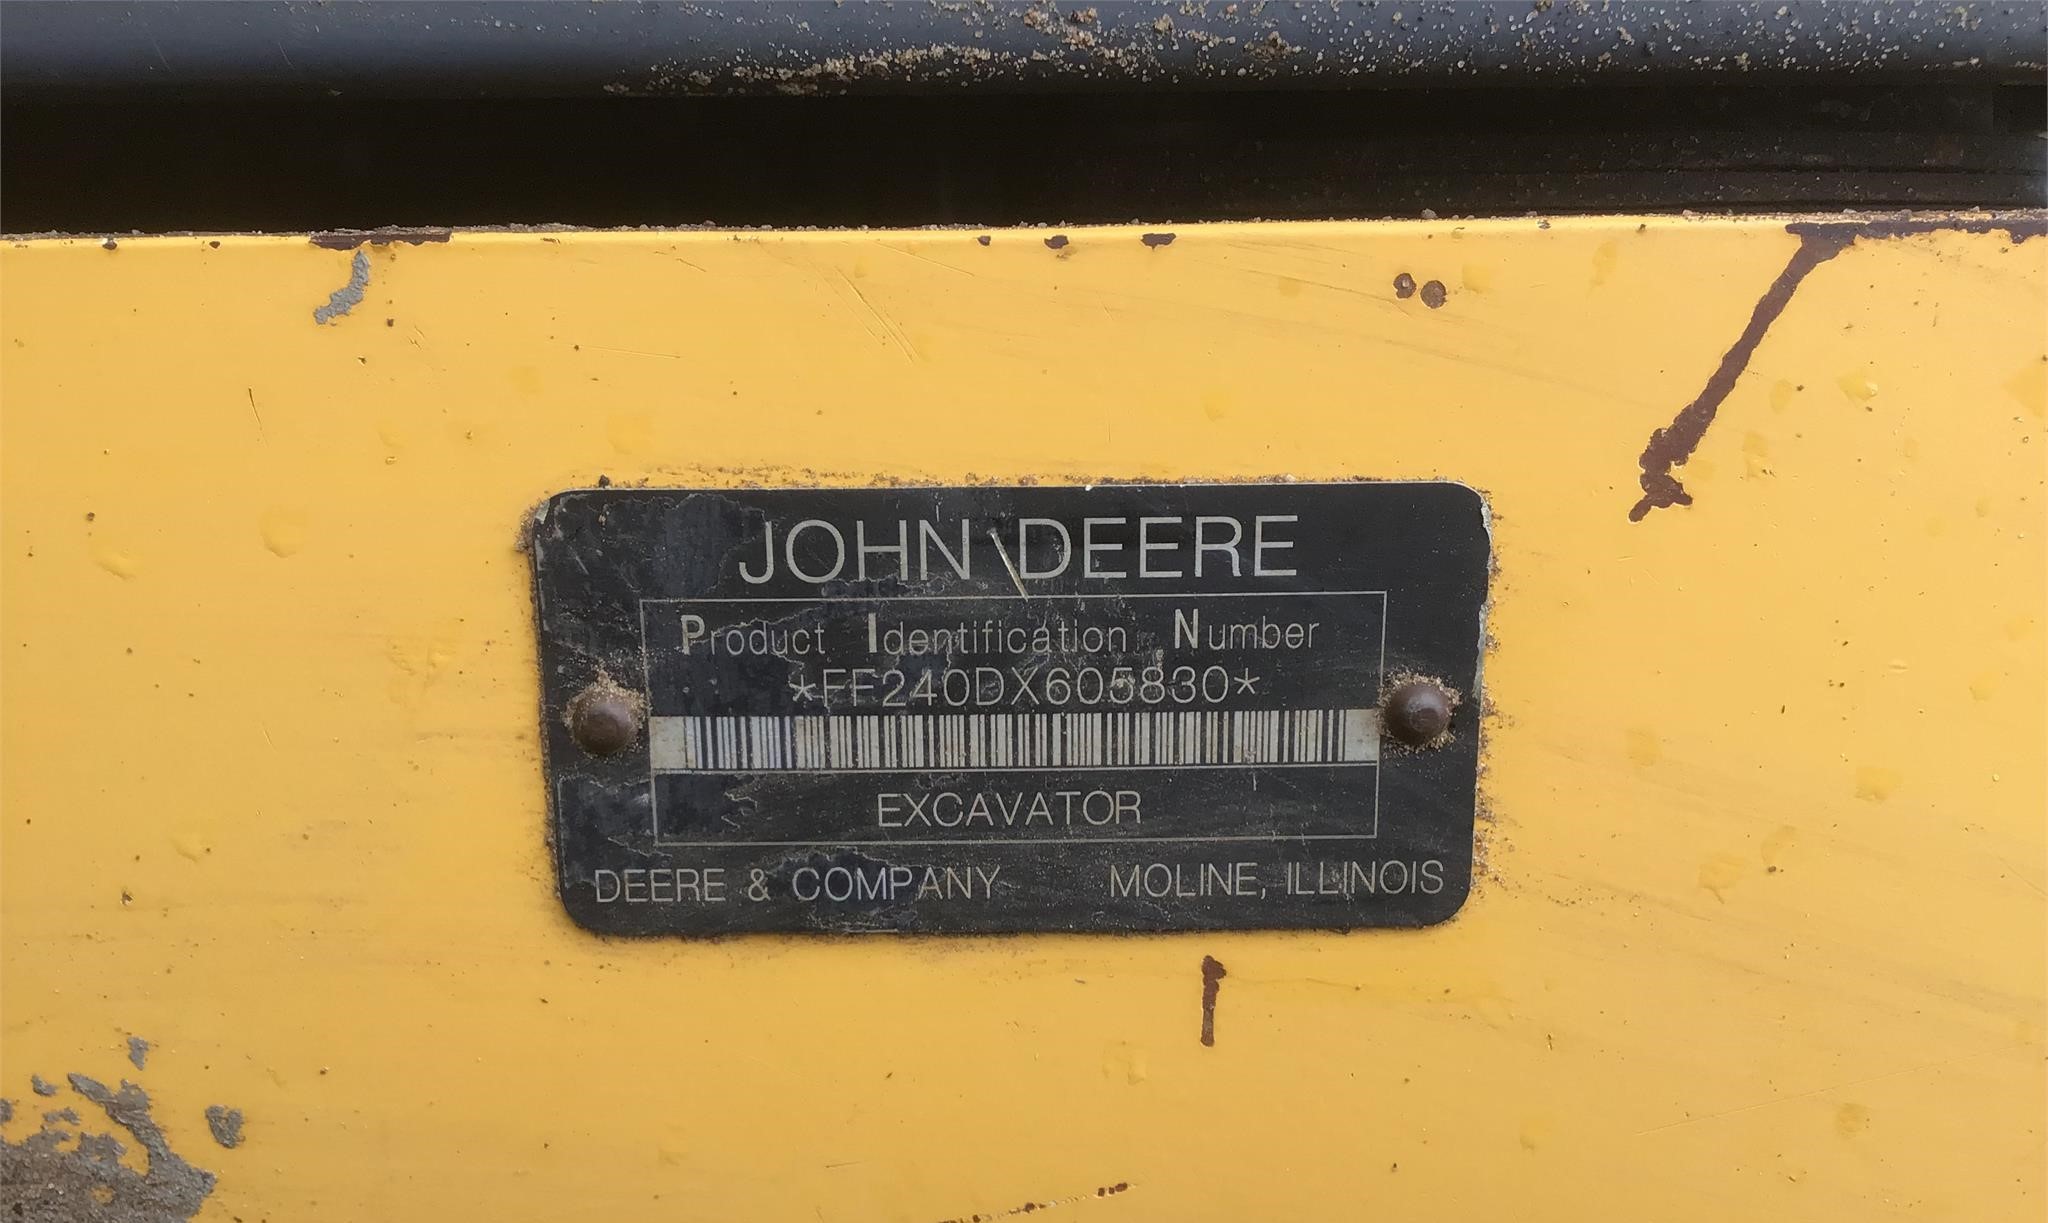 JOHN DEERE
Product Identification Number
*FF240DX605830*
EXCAVATOR
DEERE & COMPANY MOLINE, ILLINOIS